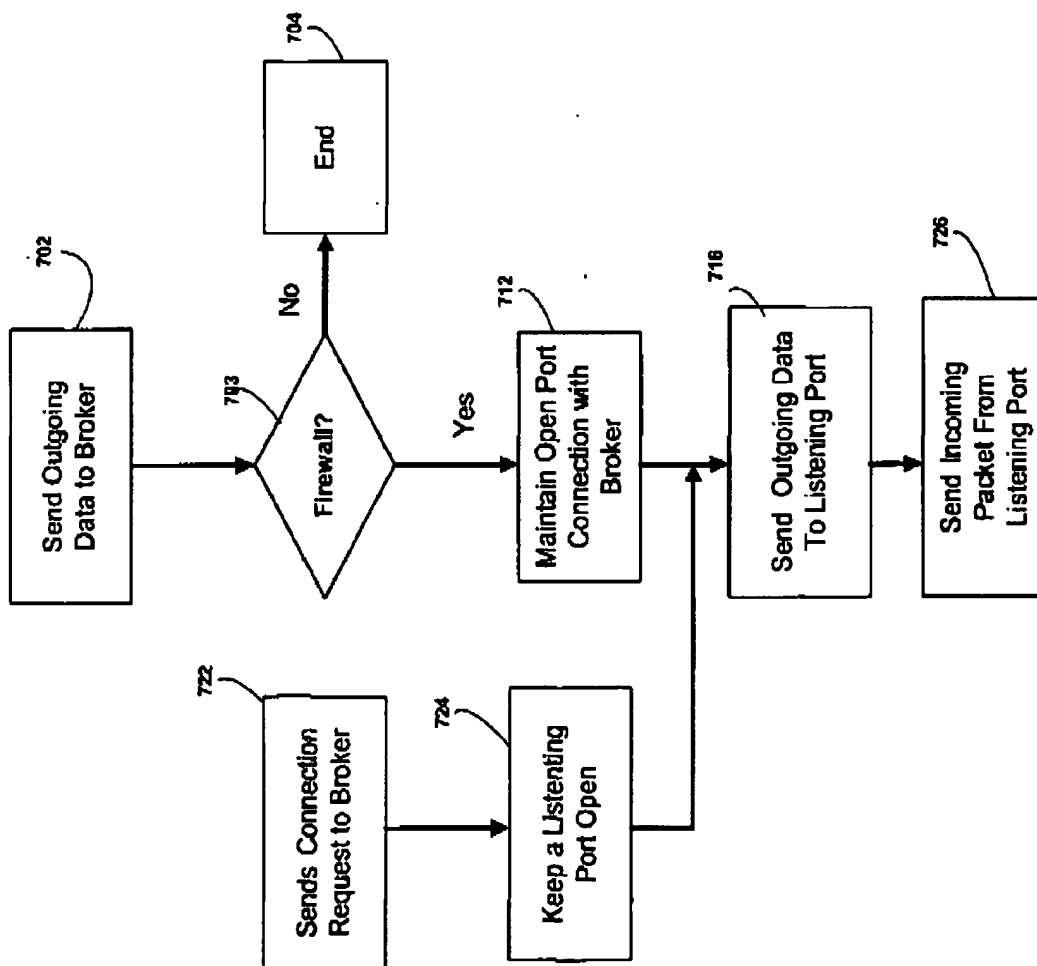 702
Send Outgoing
Data to Broker
703
Firewall?
No
704
End
Yes
712
Maintain Open Port
Connection with
Broker
722
Sends Connection
Request to Broker
724
Keep a Listenting
Port Open
716
Send Outgoing Data
To Listening Port
726
Send Incoming
Packet From
Listening Port